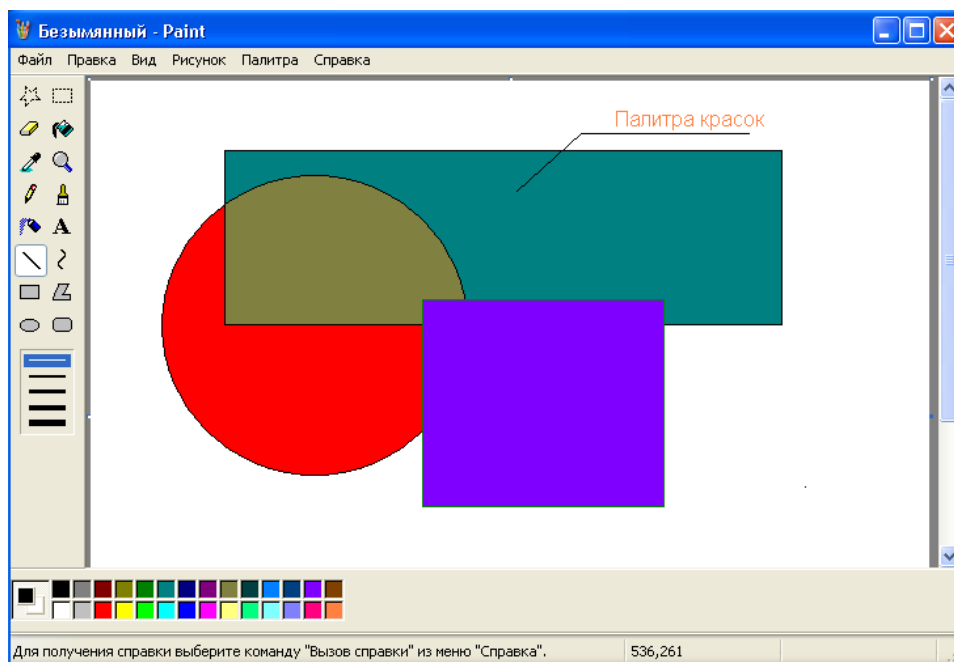 Безымянный - Paint
Файл Правка Вид Рисунок Палитра Справка
Палитра красок
A
Для получения справки выберите команду "Вызов справки" из меню "Справка".
536,261